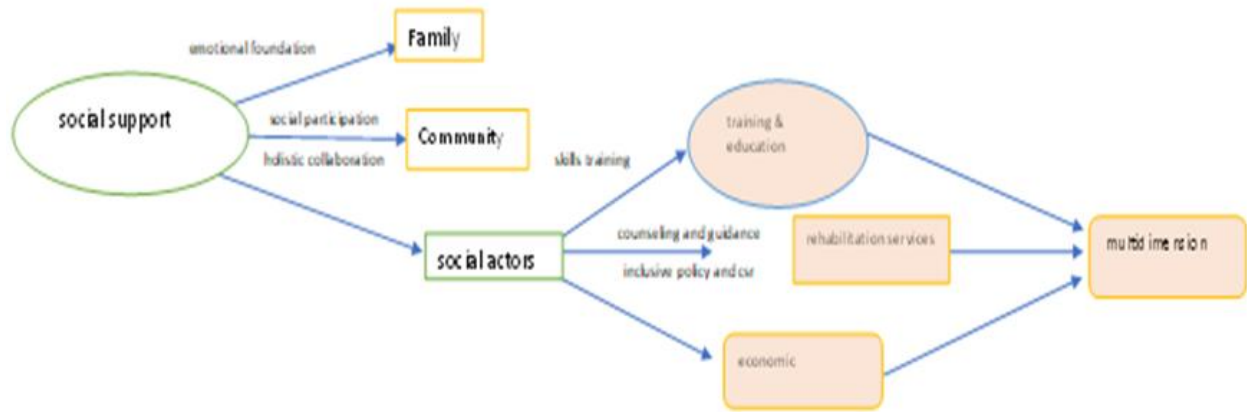 emotional foundation
Family
social support
social participation
Community
holistic collaboration
skills training
training &
education
social actors
counseling and guidance
inclusive policy and csr
rehabilitation services
multidimension
economic